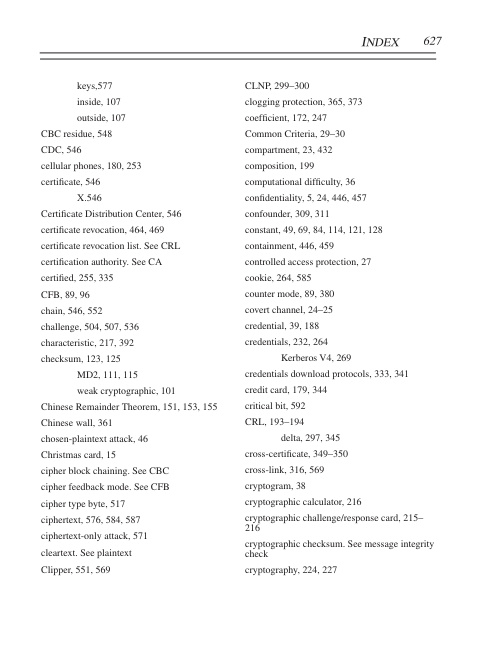 INDEX 627
keys,577
inside, 107
outside, 107
CBC residue, 548
CDC, 546
cellular phones, 180, 253
certificate, 546
X.546
Certificate Distribution Center, 546
certificate revocation, 464, 469
certificate revocation list. See CRL
certification authority. See CA
certified, 255, 335
CFB, 89, 96
chain, 546, 552
challenge, 504, 507, 536
characteristic, 217, 392
checksum, 123, 125
MD2, 111, 115
weak cryptographic, 101
Chinese Remainder Theorem, 151, 153, 155
Chinese wall, 361
chosen-plaintext attack, 46
Christmas card, 15
cipher block chaining. See CBC
cipher feedback mode. See CFB
cipher type byte, 517
ciphertext, 576, 584, 587
ciphertext-only attack, 571
cleartext. See plaintext
Clipper, 551, 569
CLNP, 299–300
clogging protection, 365, 373
coefficient, 172, 247
Common Criteria, 29–30
compartment, 23, 432
composition, 199
computational difficulty, 36
confidentiality, 5, 24, 446, 457
confounder, 309, 311
constant, 49, 69, 84, 114, 121, 128
containment, 446, 459
controlled access protection, 27
cookie, 264, 585
counter mode, 89, 380
covert channel, 24–25
credential, 39, 188
credentials, 232, 264
Kerberos V4, 269
credentials download protocols, 333, 341
credit card, 179, 344
critical bit, 592
CRL, 193–194
delta, 297, 345
cross-certificate, 349–350
cross-link, 316, 569
cryptogram, 38
cryptographic calculator, 216
cryptographic challenge/response card, 215–
216
cryptographic checksum. See message integrity
check
cryptography, 224, 227